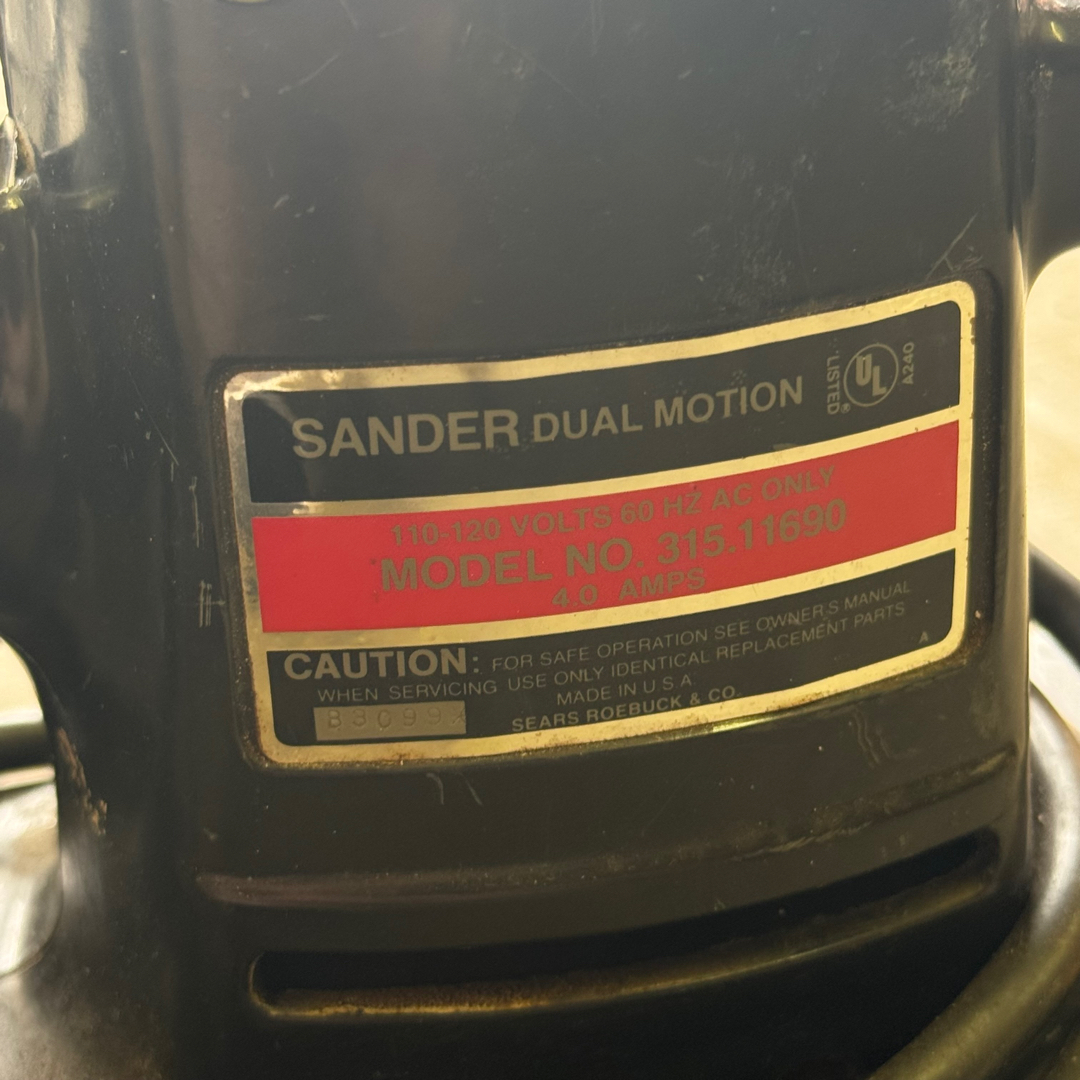 SANDER DUAL MOTION
LISTED ® UL A240
110-120 VOLTS 60 HZ AC ONLY
MODEL NO. 315.11690
4.0 AMPS
CAUTION: FOR SAFE OPERATION SEE OWNER,S MANUAL
WHEN SERVICING USE ONLY IDENTICAL REPLACEMENT PARTS
MADE IN U.S.A.
SEARS ROEBUCK & CO.
A